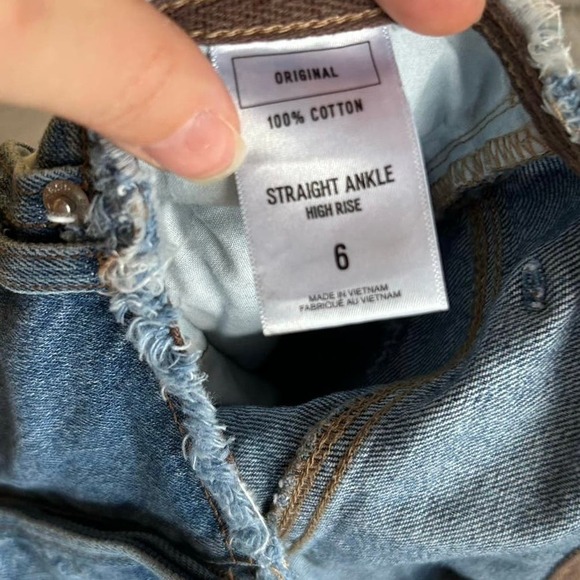 ORIGINAL
100% COTTON
STRAIGHT ANKLE
HIGH RISE
6
MADE IN VIETNAM
FABRIQUÉ AU VIETNAM